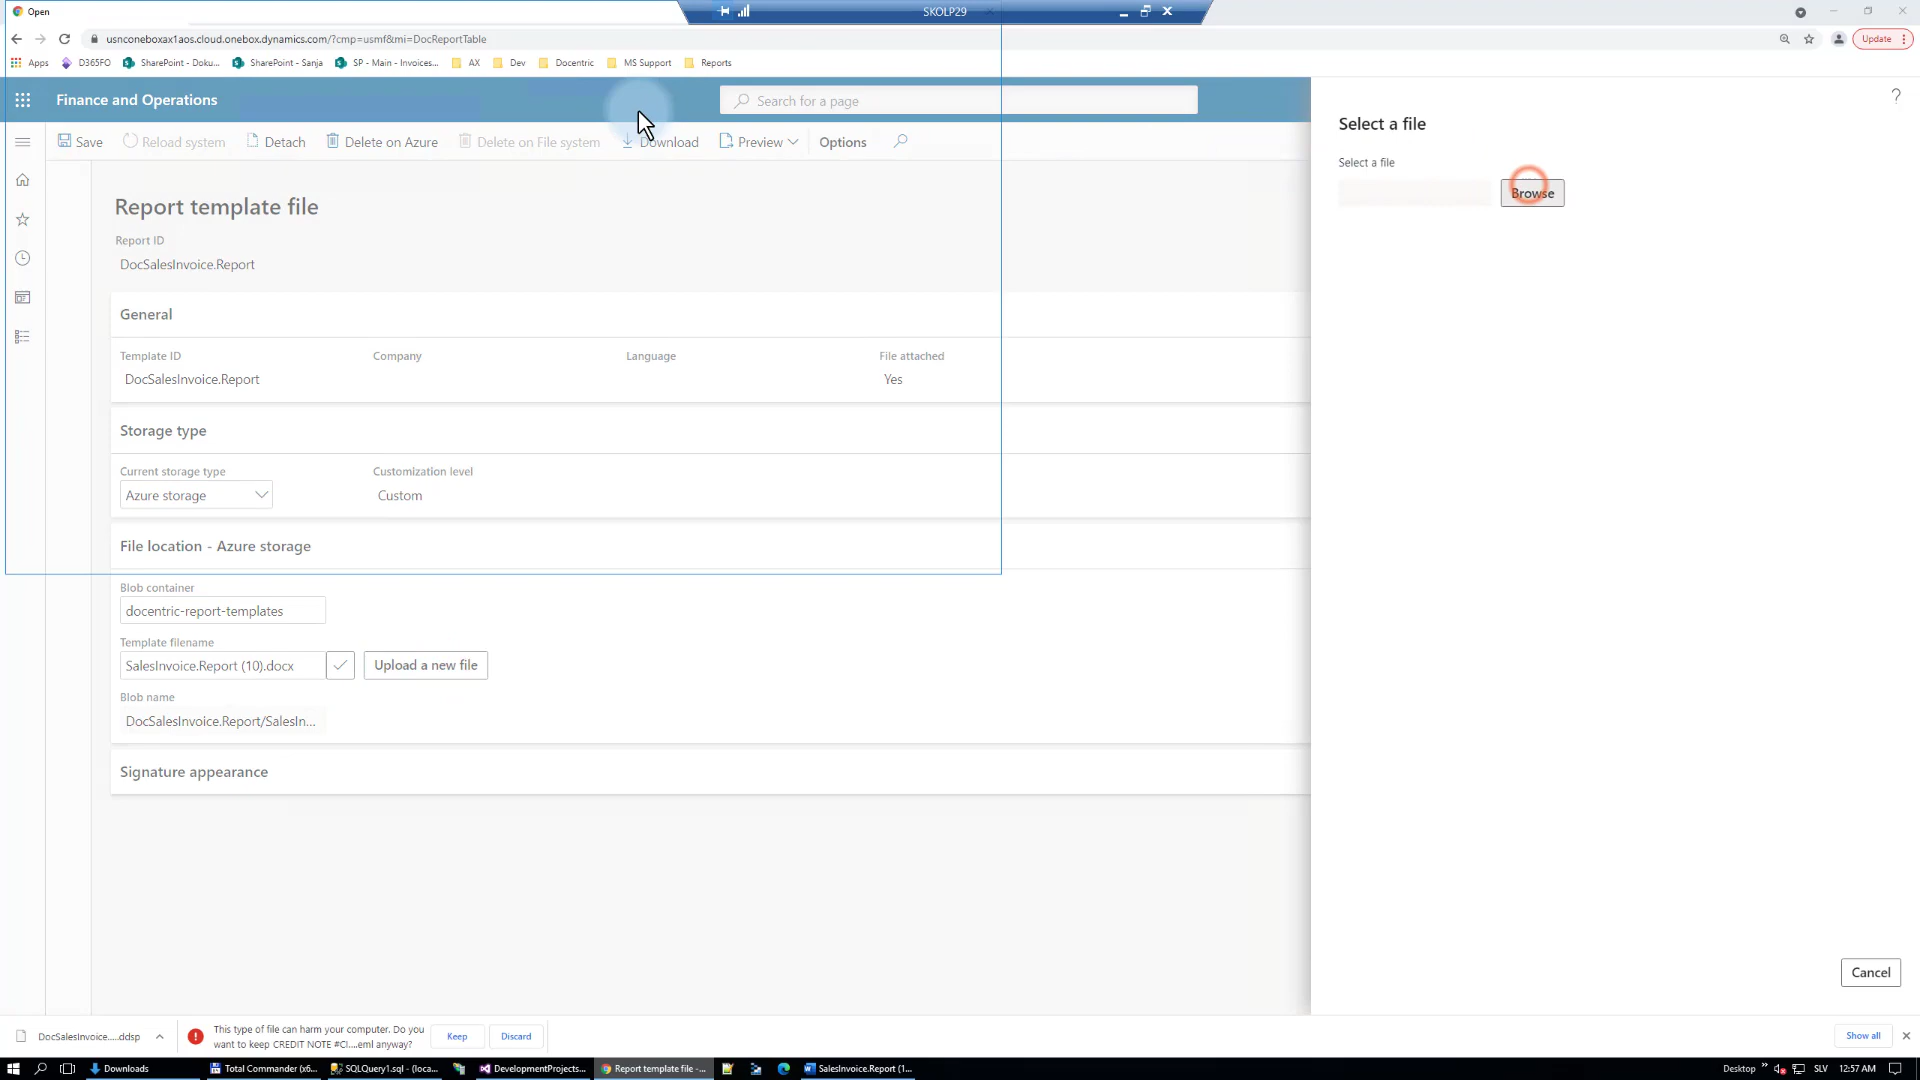 Open
SKOLP29
usnconeboxax1aos.cloud.onebox.dynamics.com/?cmp=usmf&mi=DocReportTable
Update
Apps
D365FO
SharePoint - Doku...
SharePoint - Sanja
SP - Main - Invoices...
AX
Dev
Docentric
MS Support
Reports
Finance and Operations
Search for a page
?
Save
Reload system
Detach
Delete on Azure
Delete on File system
Download
Preview
Options
Select a file
Select a file
Browse
Report template file
Report ID
DocSalesInvoice.Report
General
Template ID
Company
Language
File attached
DocSalesInvoice.Report
Yes
Storage type
Current storage type
Customization level
Azure storage
Custom
File location - Azure storage
Blob container
docentric-report-templates
Template filename
SalesInvoice.Report (10).docx
Upload a new file
Blob name
DocSalesInvoice.Report/SalesIn...
Signature appearance
Cancel
DocSalesInvoice.....ddsp
This type of file can harm your computer. Do you
want to keep CREDIT NOTE #CI....eml anyway?
Keep
Discard
Show all
Downloads
Total Commander (x6...
SQLQuery1.sql - (loca...
DevelopmentProjects...
Report template file -...
SalesInvoice.Report (1...
Desktop
SLV
12:57 AM